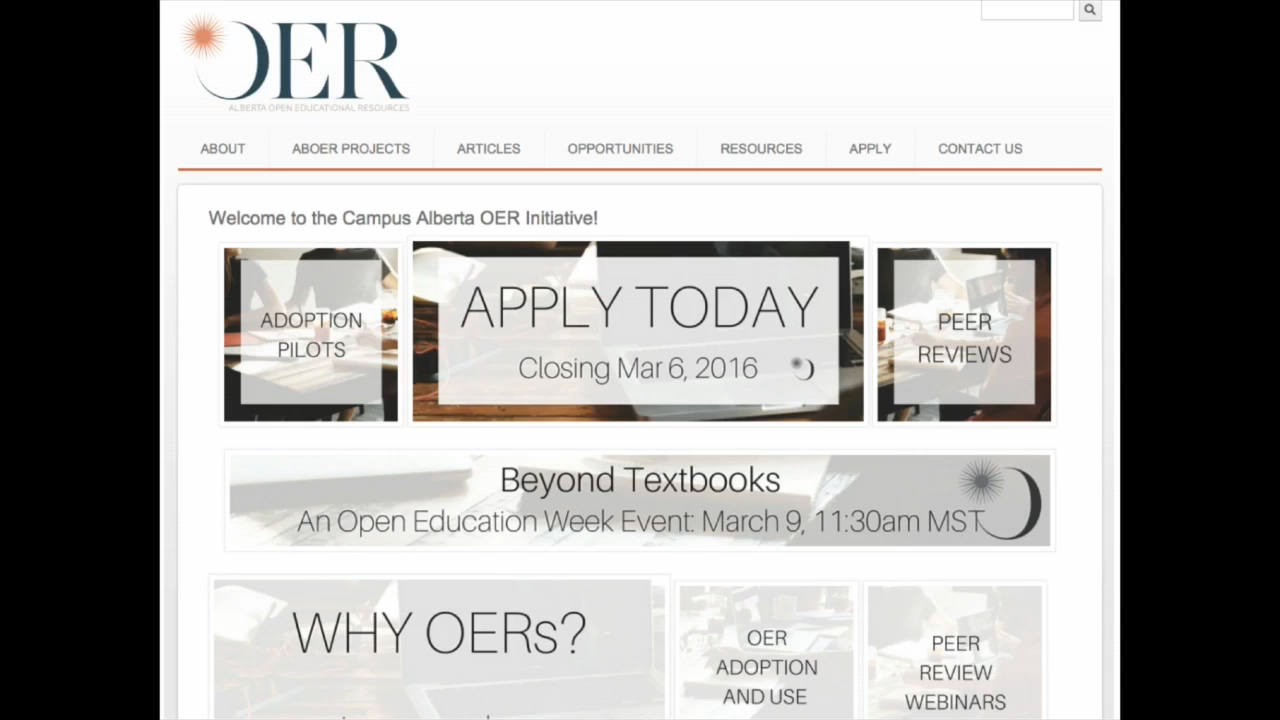 OER
ALBERTA OPEN EDUCATIONAL RESOURCES
ABOUT ABOER PROJECTS ARTICLES OPPORTUNITIES RESOURCES APPLY CONTACT US
Welcome to the Campus Alberta OER Initiative!
ADOPTION
PILOTS
APPLY TODAY
Closing Mar 6, 2016
PEER
REVIEWS
Beyond Textbooks
An Open Education Week Event: March 9, 11:30am MST
WHY OERs?
OER
ADOPTION
AND USE
PEER
REVIEW
WEBINARS